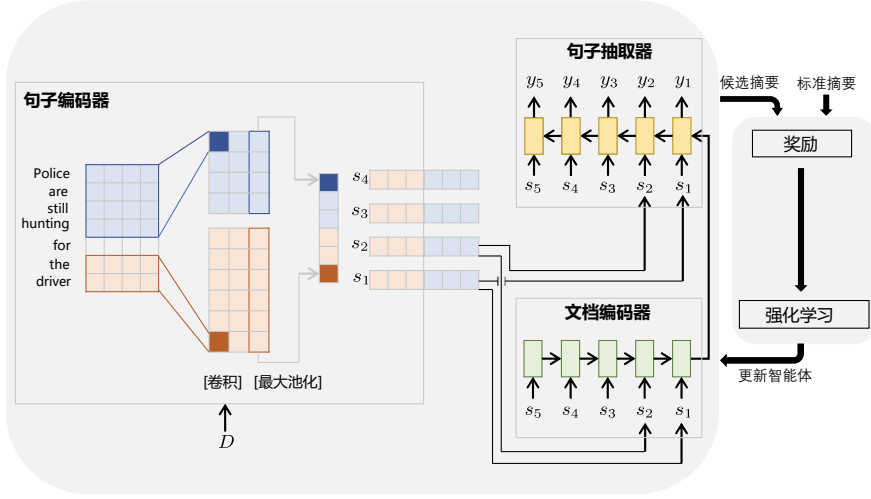 句子编码器
Police
are
still
hunting
for
the
driver
[卷积] [最大池化]
D
s4
s3
s2
s1
句子抽取器
y5 y4 y3 y2 y1
s5 s4 s3 s2 s1
文档编码器
s5 s4 s3 s2 s1
候选摘要 标准摘要
奖励
强化学习
更新智能体